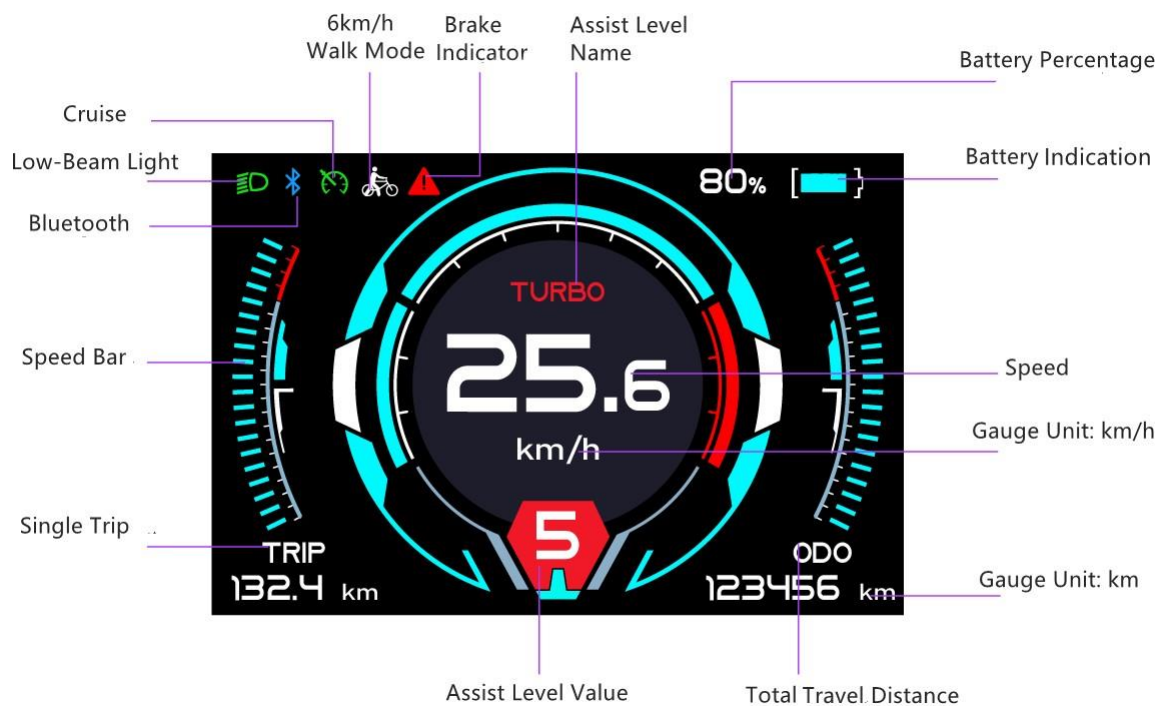 6km/h
Walk Mode
Brake
Indicator
Assist Level
Name
Battery Percentage
Cruise
Low-Beam Light
Battery Indication
80%
Bluetooth
TURBO
Speed Bar
25.6
Speed
km/h
Gauge Unit: km/h
Single Trip
5
TRIP
ODO
132.4 km
123456 km
Gauge Unit: km
Assist Level Value
Total Travel Distance